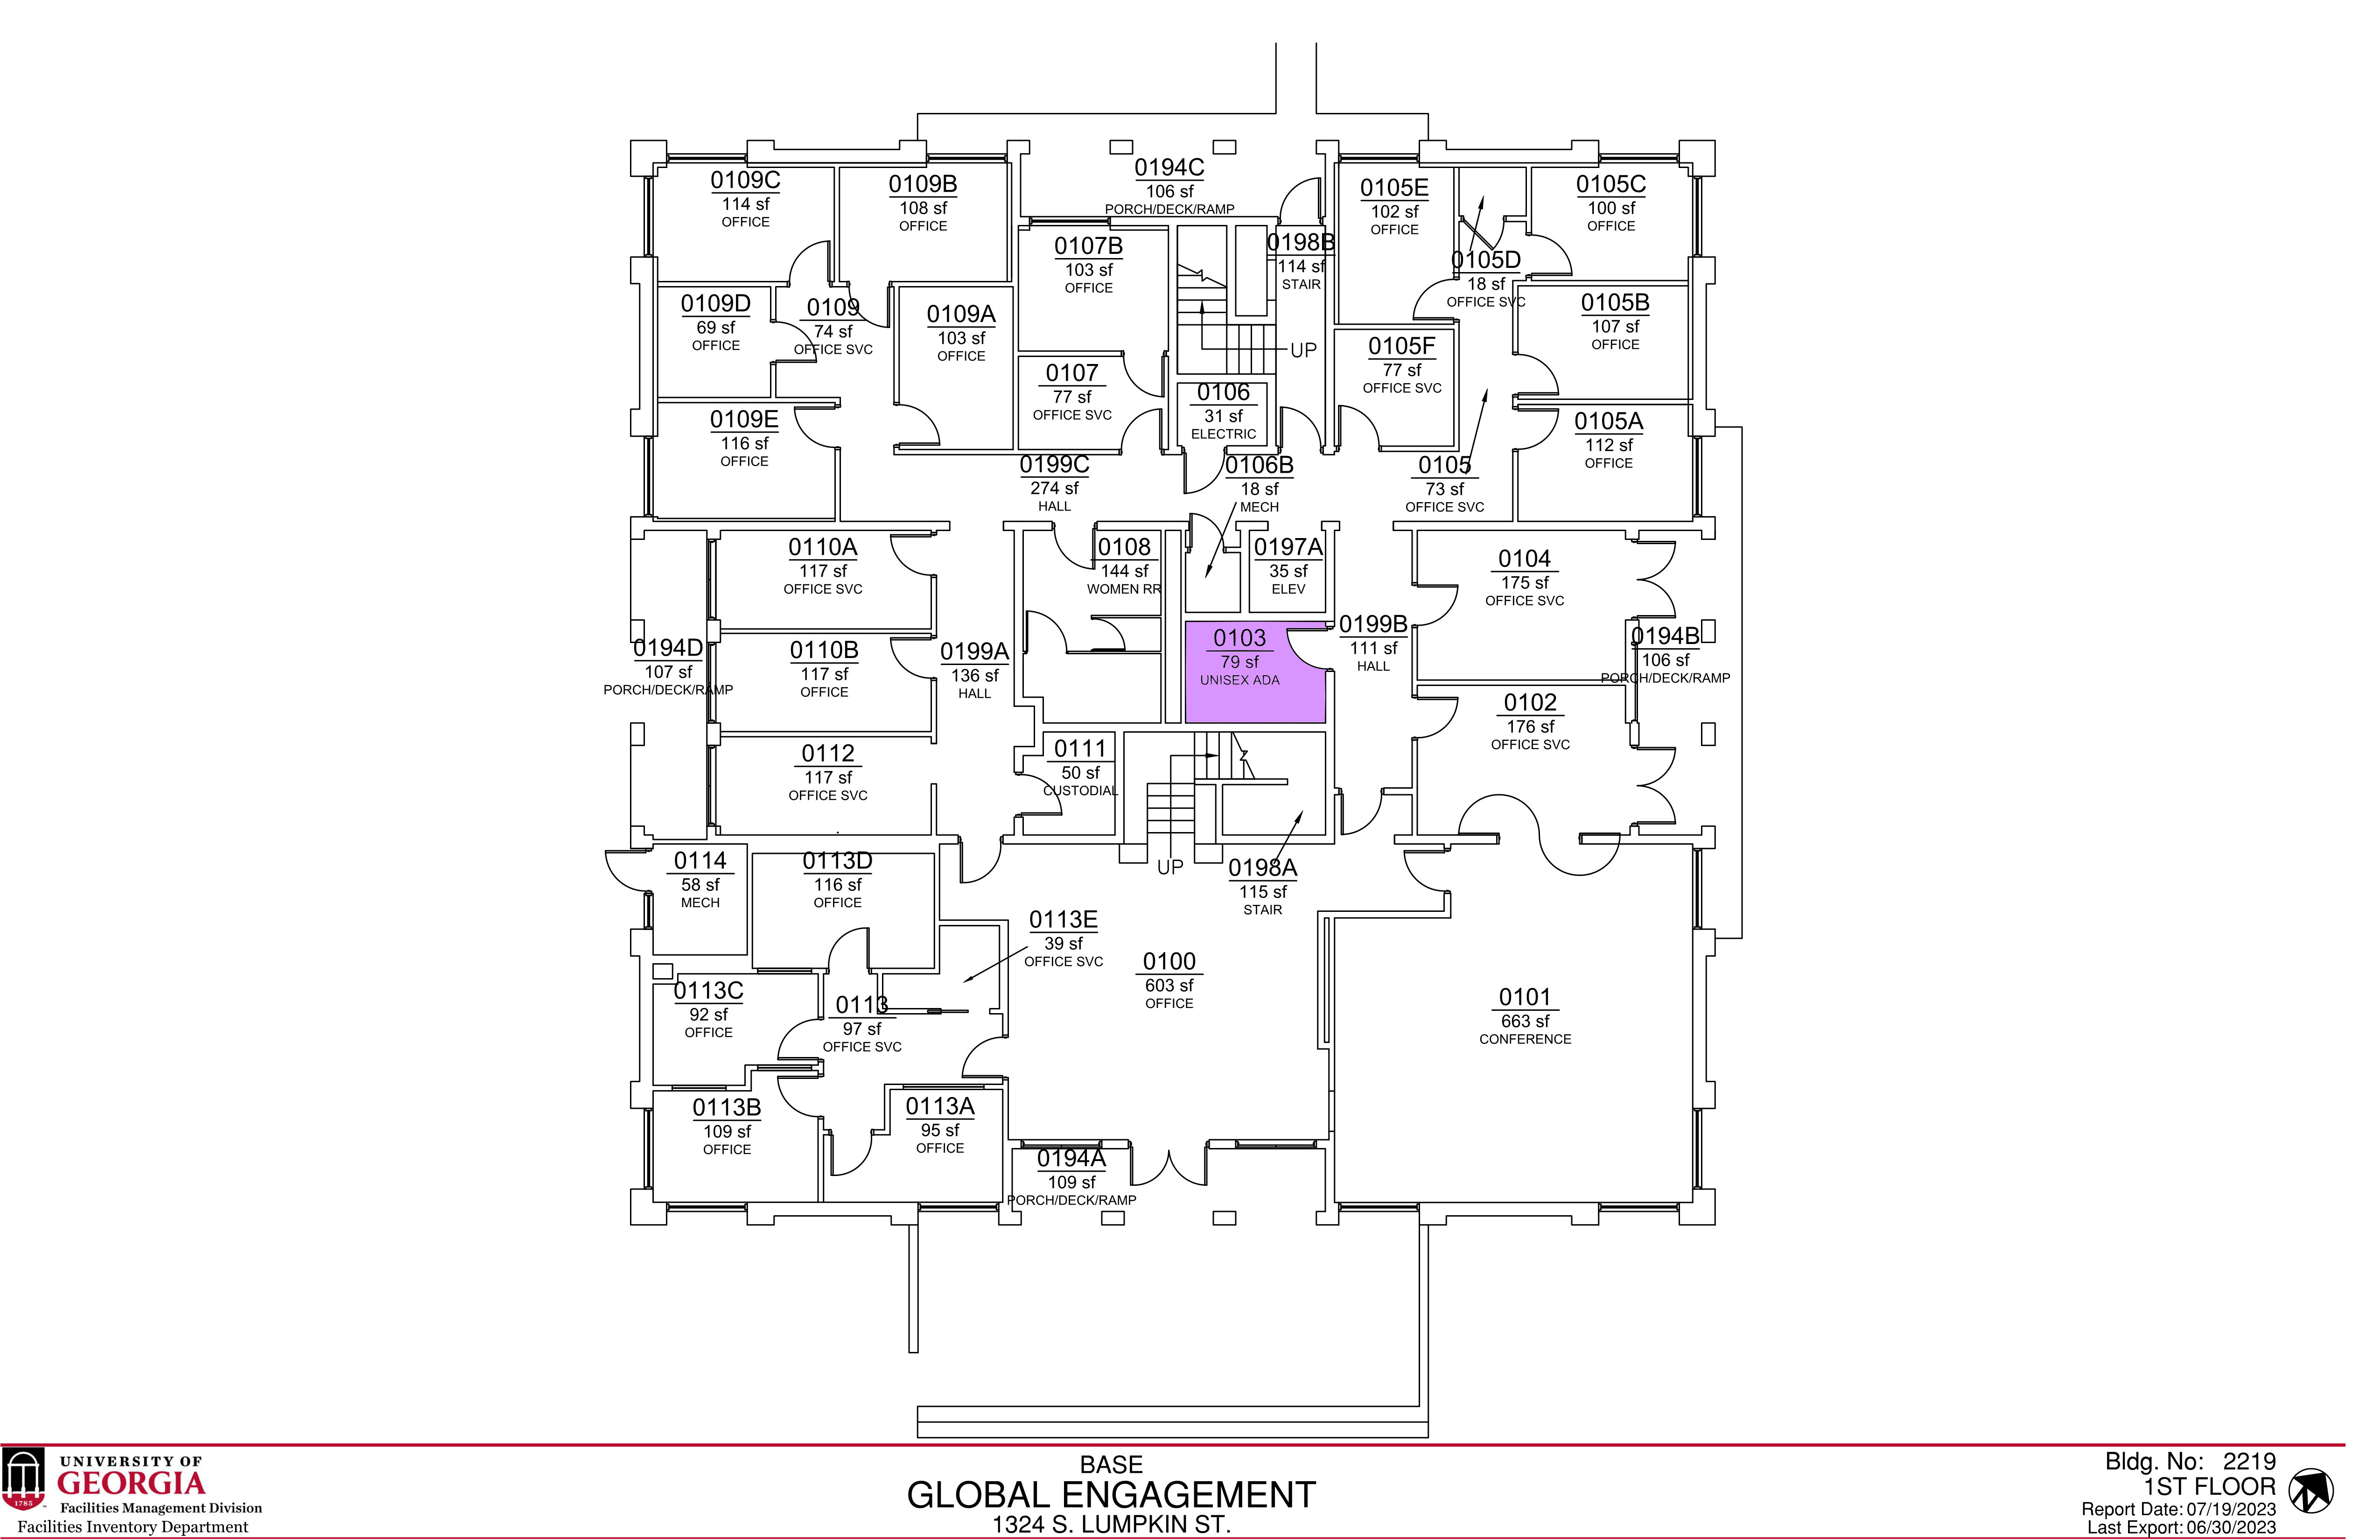 0194C
106 sf
PORCH/DECK/RAMP
0109C
114 sf
OFFICE
0109B
108 sf
OFFICE
0105E
102 sf
OFFICE
0105C
100 sf
OFFICE
0107B
103 sf
OFFICE
0198B
114 sf
STAIR
0105D
18 sf
OFFICE SVC
0109D
69 sf
OFFICE
0109
74 sf
OFFICE SVC
0109A
103 sf
OFFICE
0105B
107 sf
OFFICE
UP
0107
77 sf
OFFICE SVC
0106
31 sf
ELECTRIC
0105F
77 sf
OFFICE SVC
0109E
116 sf
OFFICE
0105A
112 sf
OFFICE
0199C
274 sf
HALL
0106B
18 sf
MECH
0105
73 sf
OFFICE SVC
0110A
117 sf
OFFICE SVC
0108
144 sf
WOMEN RR
0197A
35 sf
ELEV
0104
175 sf
OFFICE SVC
0194D
107 sf
PORCH/DECK/RAMP
0110B
117 sf
OFFICE
0199A
136 sf
HALL
0103
79 sf
UNISEX ADA
0199B
111 sf
HALL
0194B
106 sf
PORCH/DECK/RAMP
0102
176 sf
OFFICE SVC
0112
117 sf
OFFICE SVC
0111
50 sf
CUSTODIAL
0114
58 sf
MECH
0113D
116 sf
OFFICE
UP
0198A
115 sf
STAIR
0113E
39 sf
OFFICE SVC
0100
603 sf
OFFICE
0113C
92 sf
OFFICE
0113
97 sf
OFFICE SVC
0101
663 sf
CONFERENCE
0113B
109 sf
OFFICE
0113A
95 sf
OFFICE
0194A
109 sf
PORCH/DECK/RAMP
1785
UNIVERSITY OF
GEORGIA
Facilities Management Division
Facilities Inventory Department
BASE
GLOBAL ENGAGEMENT
1324 S. LUMPKIN ST.
Bldg. No: 2219
1ST FLOOR
Report Date: 07/19/2023
Last Export: 06/30/2023